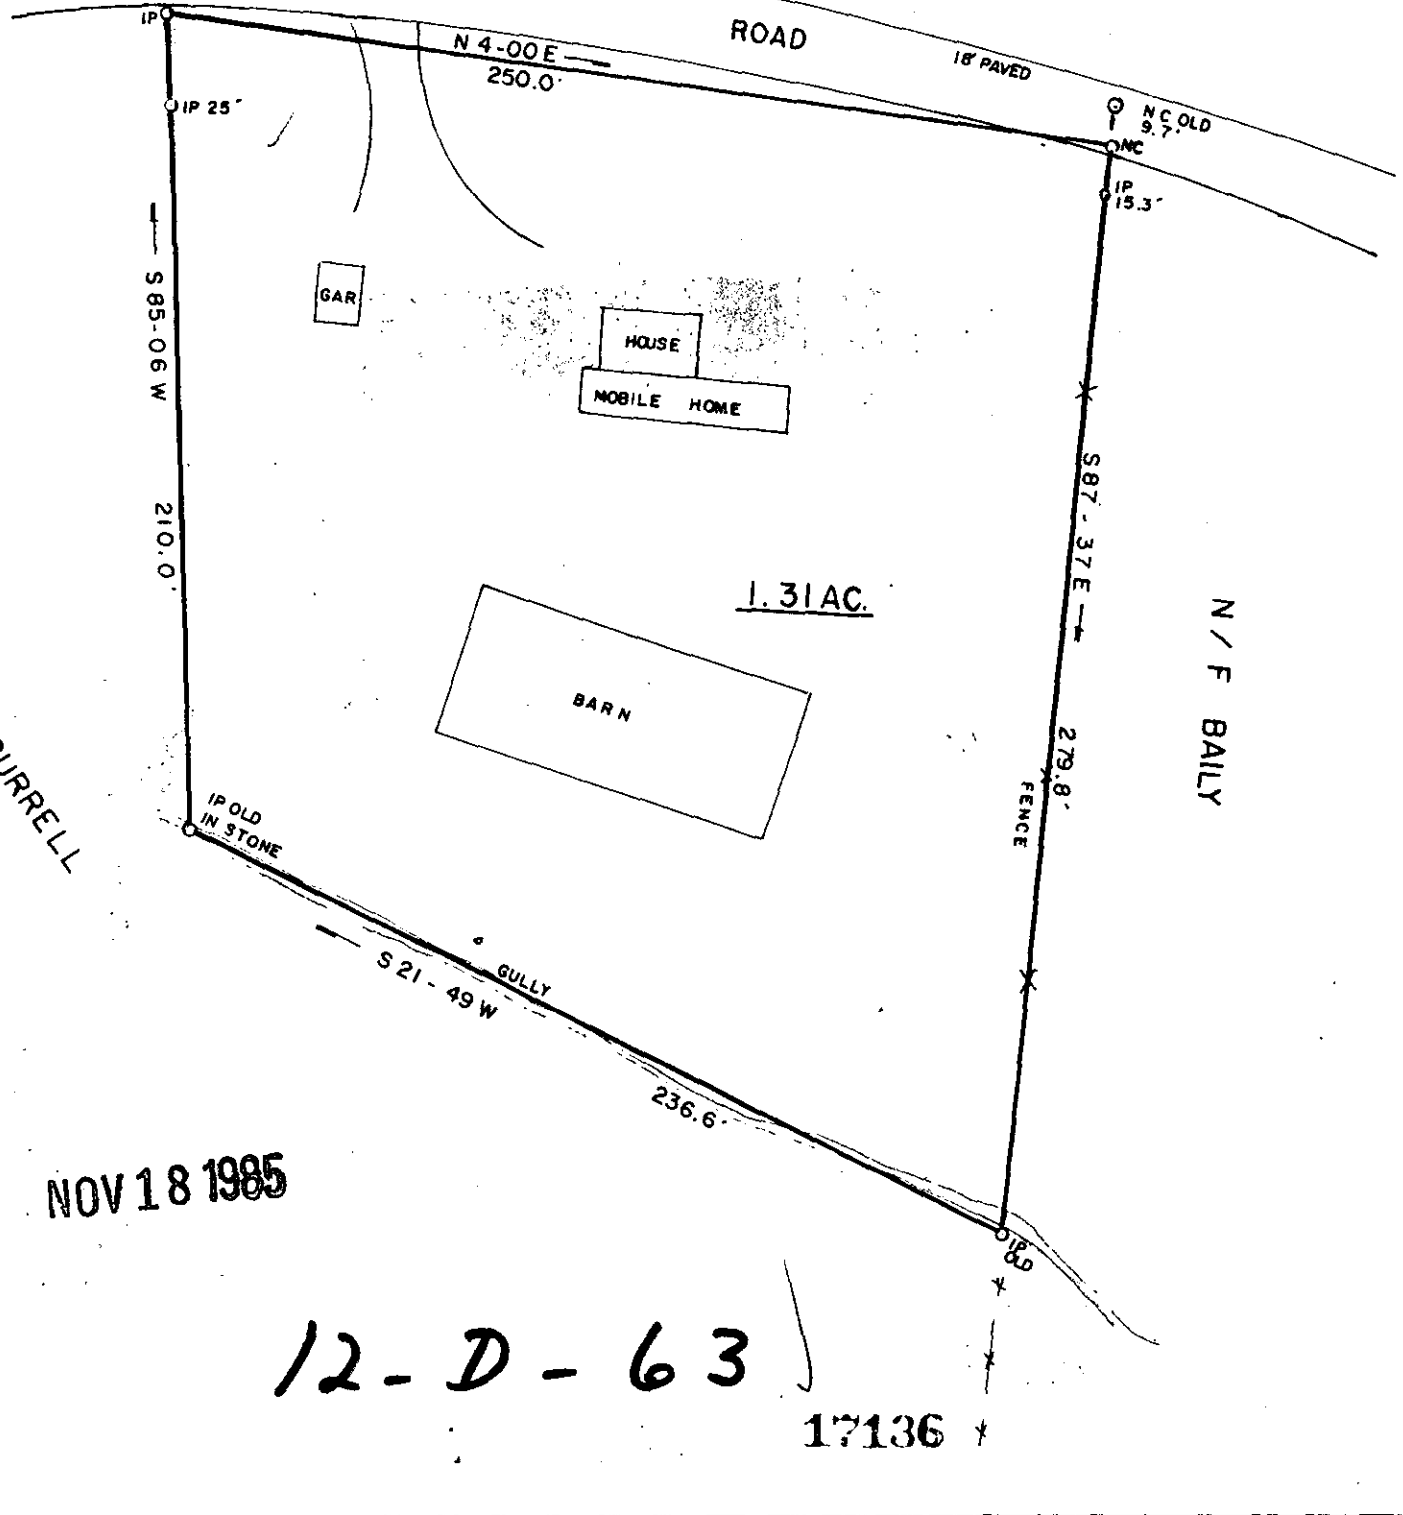 ROAD
18' PAVED
IP
N 4-00 E
250.0'
IP 25'
N C OLD
9.7'
NC
IP
15.3'
S 85-06 W
210.0'
GAR
HOUSE
MOBILE HOME
S 87-37 E
279.8'
FENCE
1.31 AC.
BARN
N/F BAILY
IP OLD
IN STONE
GULLY
S 21-49 W
236.6'
IP
OLD
NOV 18 1985
12-D-63
17136